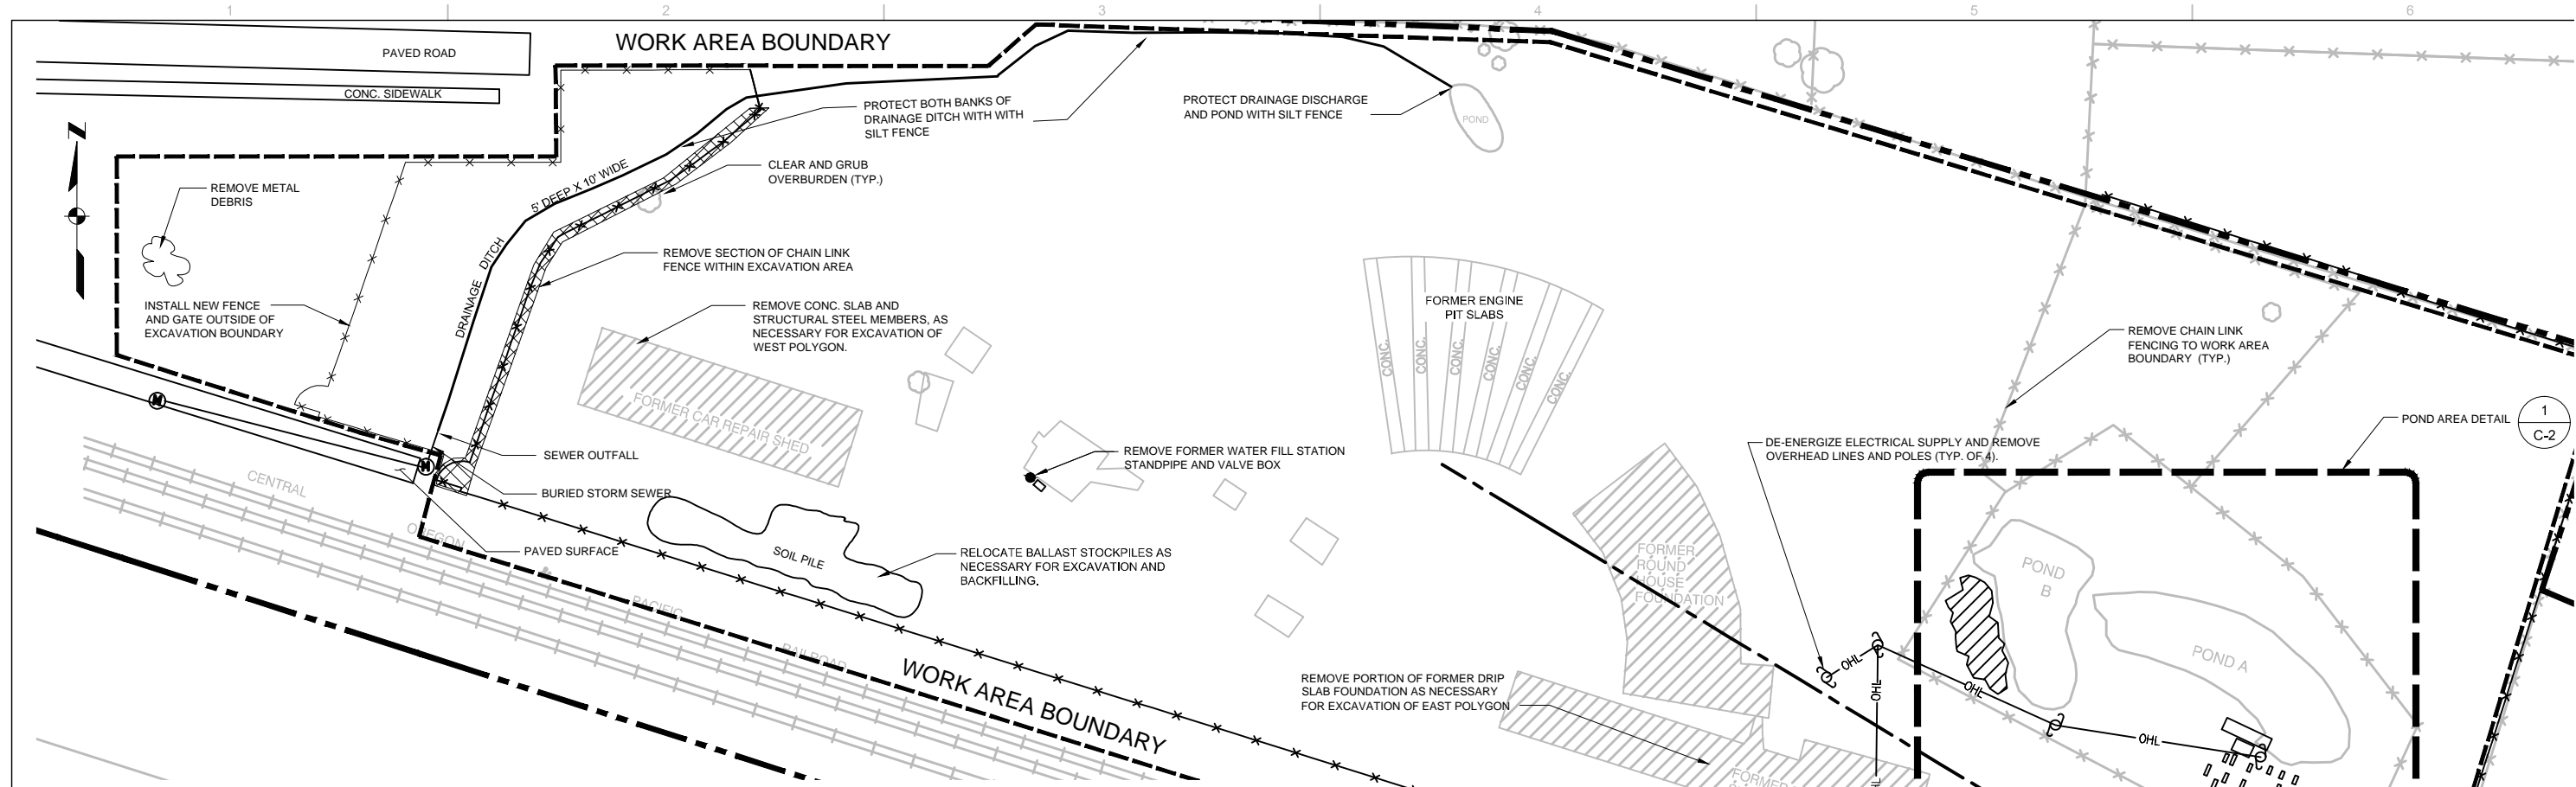 1
2
3
4
5
6
PAVED ROAD
CONC. SIDEWALK
WORK AREA BOUNDARY
N
PROTECT BOTH BANKS OF
DRAINAGE DITCH WITH WITH
SILT FENCE
PROTECT DRAINAGE DISCHARGE
AND POND WITH SILT FENCE
POND
CLEAR AND GRUB
OVERBURDEN (TYP.)
5' DEEP X 10' WIDE
REMOVE METAL
DEBRIS
DRAINAGE DITCH
REMOVE SECTION OF CHAIN LINK
FENCE WITHIN EXCAVATION AREA
INSTALL NEW FENCE
AND GATE OUTSIDE OF
EXCAVATION BOUNDARY
REMOVE CONC. SLAB AND
STRUCTURAL STEEL MEMBERS, AS
NECESSARY FOR EXCAVATION OF
WEST POLYGON.
FORMER ENGINE
PIT SLABS
CONC.
CONC.
CONC.
CONC.
CONC.
CONC.
REMOVE CHAIN LINK
FENCING TO WORK AREA
BOUNDARY (TYP.)
FORMER CAR REPAIR SHED
POND AREA DETAIL
1
C-2
DE-ENERGIZE ELECTRICAL SUPPLY AND REMOVE
OVERHEAD LINES AND POLES (TYP. OF 4).
REMOVE FORMER WATER FILL STATION
STANDPIPE AND VALVE BOX
SEWER OUTFALL
BURIED STORM SEWER
PAVED SURFACE
M
M
CENTRAL
OREGON
PACIFIC
RAILROAD
SOIL PILE
RELOCATE BALLAST STOCKPILES AS
NECESSARY FOR EXCAVATION AND
BACKFILLING.
FORMER
ROUND
HOUSE
FOUNDATION
POND
B
POND A
OHL
OHL
OHL
OHL
WORK AREA BOUNDARY
REMOVE PORTION OF FORMER DRIP
SLAB FOUNDATION AS NECESSARY
FOR EXCAVATION OF EAST POLYGON
FORMER